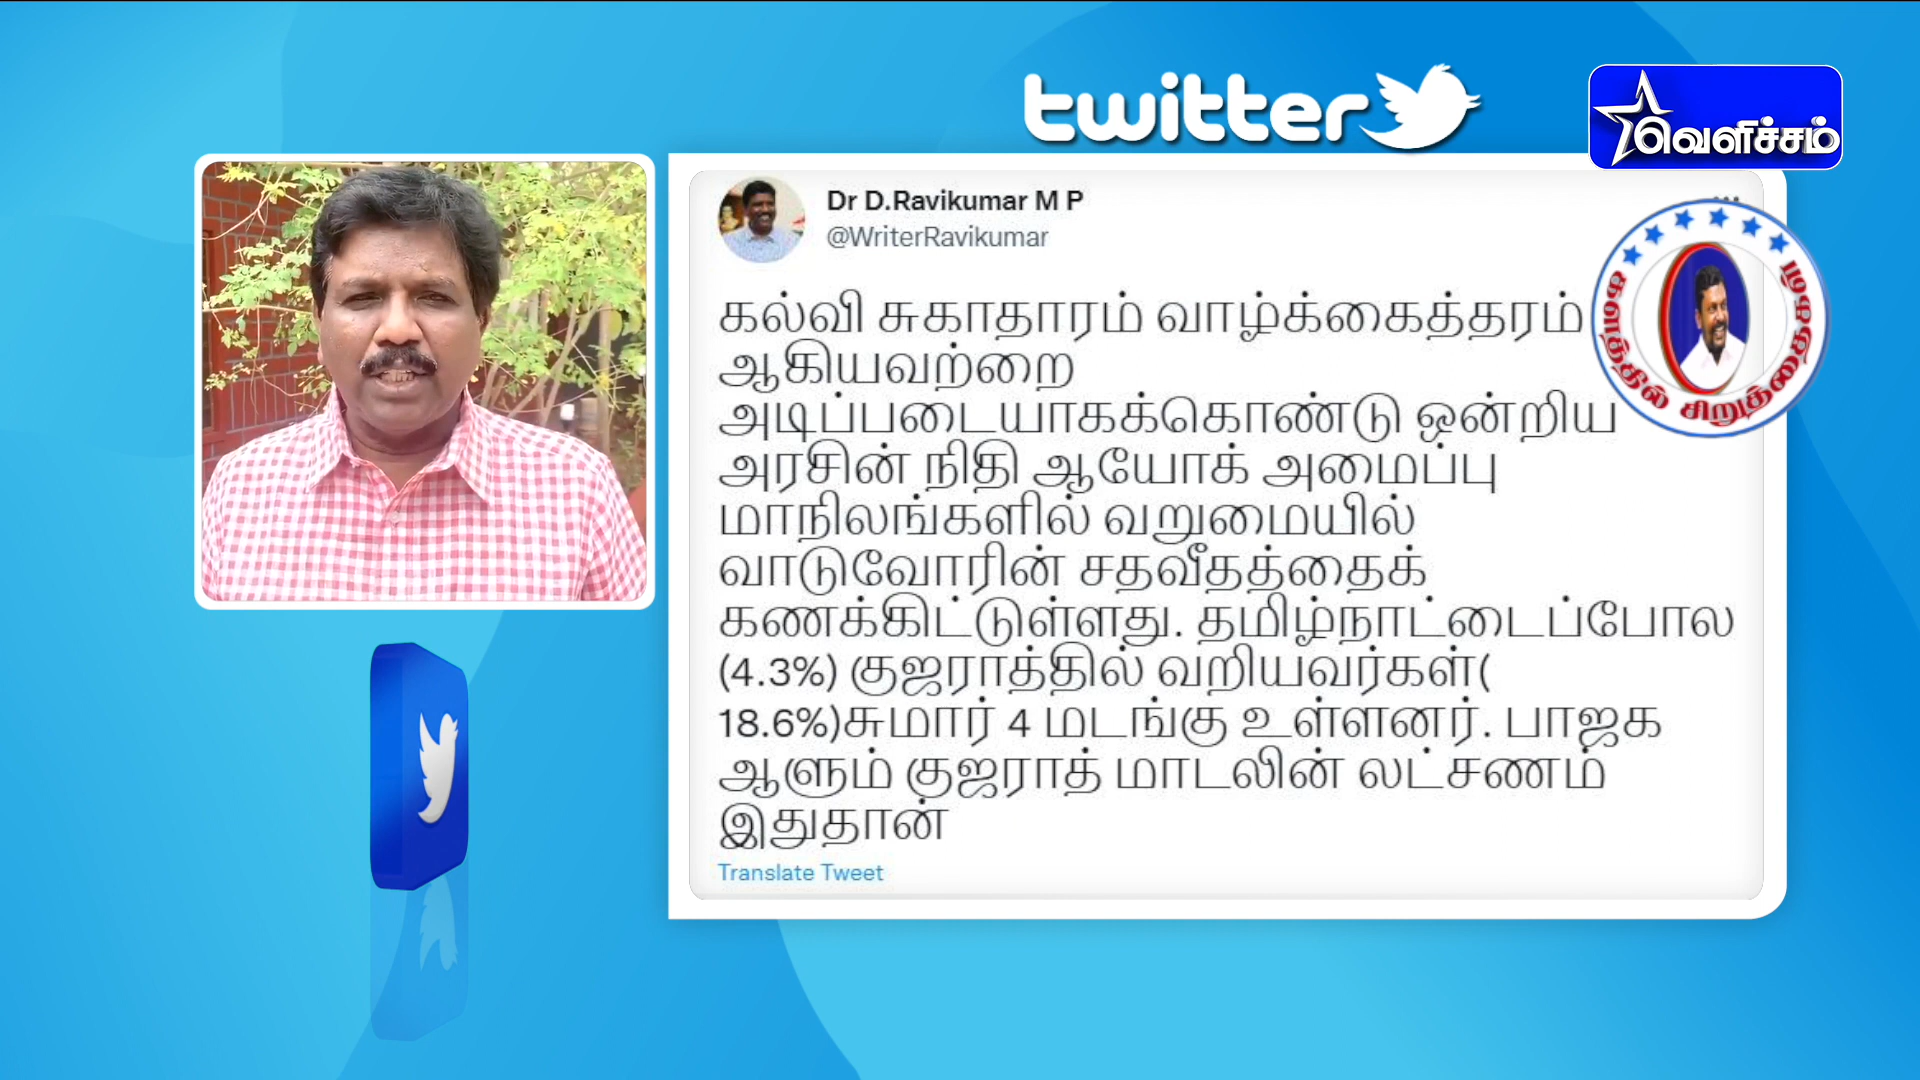 twitter
வெளிச்சம்
Dr D.Ravikumar M P
@WriterRavikumar
கல்வி சுகாதாரம் வாழ்க்கைத்தரம்
ஆகியவற்றை
அடிப்படையாகக்கொண்டு ஒன்றிய
அரசின் நிதி ஆயோக் அமைப்பு
மாநிலங்களில் வறுமையில்
வாடுவோரின் சதவீதத்தைக்
கணக்கிட்டுள்ளது. தமிழ்நாட்டைப்போல
(4.3%) குஜராத்தில் வறியவர்கள்(
18.6%)சுமார் 4 மடங்கு உள்ளனர். பாஜக
ஆளும் குஜராத் மாடலின் லட்சணம்
இதுதான்
Translate Tweet
களத்தில் சிறுத்தைகள்